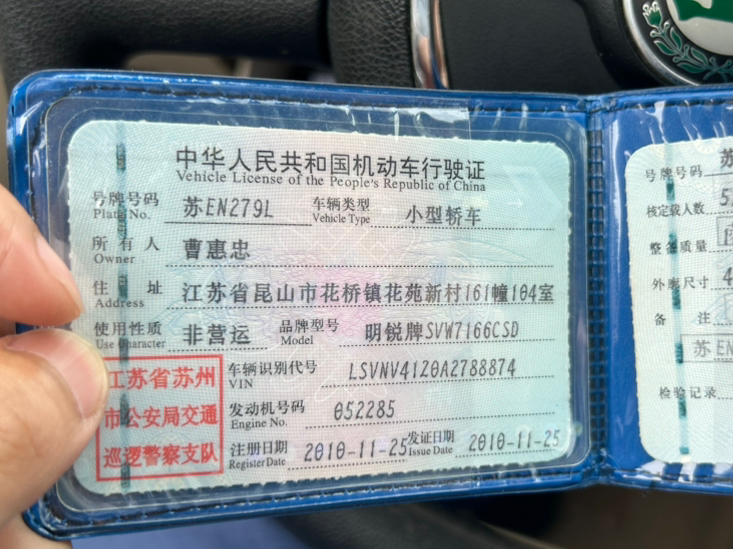 中华人民共和国机动车行驶证
Vehicle License of the People's Republic of China
号牌号码 苏EN279L 车辆类型 小型轿车
Plate No. Vehicle Type
所有人 曹惠忠
Owner
住址 江苏省昆山市花桥镇花苑新村161幢104室
Address
使用性质 非营运 品牌型号 明锐牌SVW7166CSD
Use Character Model
江苏省苏州
市公安局交通
巡逻警察支队
车辆识别代号 LSVNV4120A2788874
VIN
发动机号码 052285
Engine No.
注册日期 2010-11-25 发证日期 2010-11-25
Register Date Issue Date
号牌号码 苏
核定载人数 5
整备质量
外廓尺寸 4
备注
苏EN
检验记录